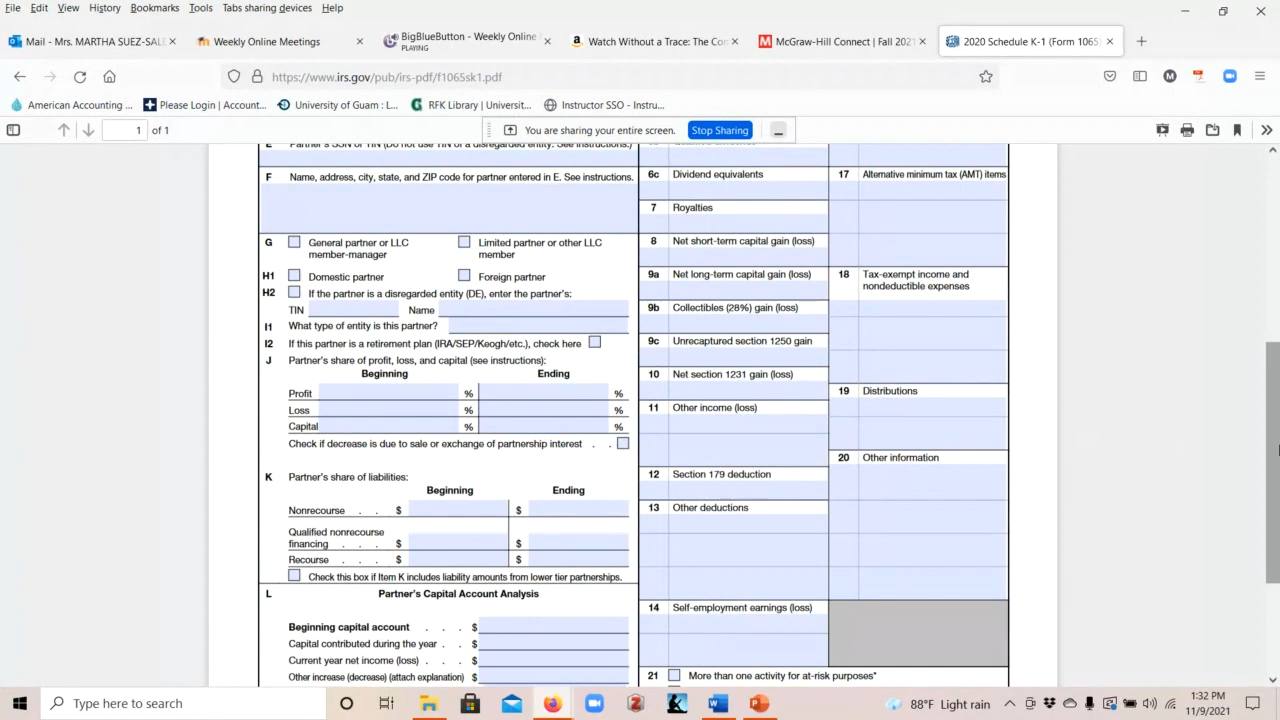 File Edit View History Bookmarks Tools Tabs sharing devices Help
Mail - Mrs. MARTHA SUEZ-SAL
Weekly Online Meetings
BigBlueButton - Weekly Online
PLAYING
Watch Without a Trace: The Con
McGraw-Hill Connect | Fall 2021
2020 Schedule K-1 (Form 1065)
https://www.irs.gov/pub/irs-pdf/f1065sk1.pdf
American Accounting ...
Please Login | Account...
University of Guam : L...
RFK Library | Universit...
Instructor SSO - Instru...
1 of 1
You are sharing your entire screen. Stop Sharing
E Partner's SSN or TIN (Do not use TIN of a disregarded entity. See instructions.)
F Name, address, city, state, and ZIP code for partner entered in E. See instructions.
G General partner or LLC member-manager
Limited partner or other LLC member
H1 Domestic partner Foreign partner
H2 If the partner is a disregarded entity (DE), enter the partner's:
TIN Name
I1 What type of entity is this partner?
I2 If this partner is a retirement plan (IRA/SEP/Keogh/etc.), check here
J Partner's share of profit, loss, and capital (see instructions):
Beginning Ending
Profit % %
Loss % %
Capital % %
Check if decrease is due to sale or exchange of partnership interest . .
K Partner's share of liabilities:
Beginning Ending
Nonrecourse . . $ $
Qualified nonrecourse
financing . . . $ $
Recourse . . . $ $
Check this box if Item K includes liability amounts from lower tier partnerships.
L Partner's Capital Account Analysis
Beginning capital account . . . $
Capital contributed during the year . . $
Current year net income (loss) . . . $
Other increase (decrease) (attach explanation) $
6c Dividend equivalents
7 Royalties
8 Net short-term capital gain (loss)
9a Net long-term capital gain (loss)
9b Collectibles (28%) gain (loss)
9c Unrecaptured section 1250 gain
10 Net section 1231 gain (loss)
11 Other income (loss)
12 Section 179 deduction
13 Other deductions
14 Self-employment earnings (loss)
17 Alternative minimum tax (AMT) items
18 Tax-exempt income and
nondeductible expenses
19 Distributions
20 Other information
21 More than one activity for at-risk purposes*
Type here to search
88°F Light rain
1:32 PM
11/9/2021